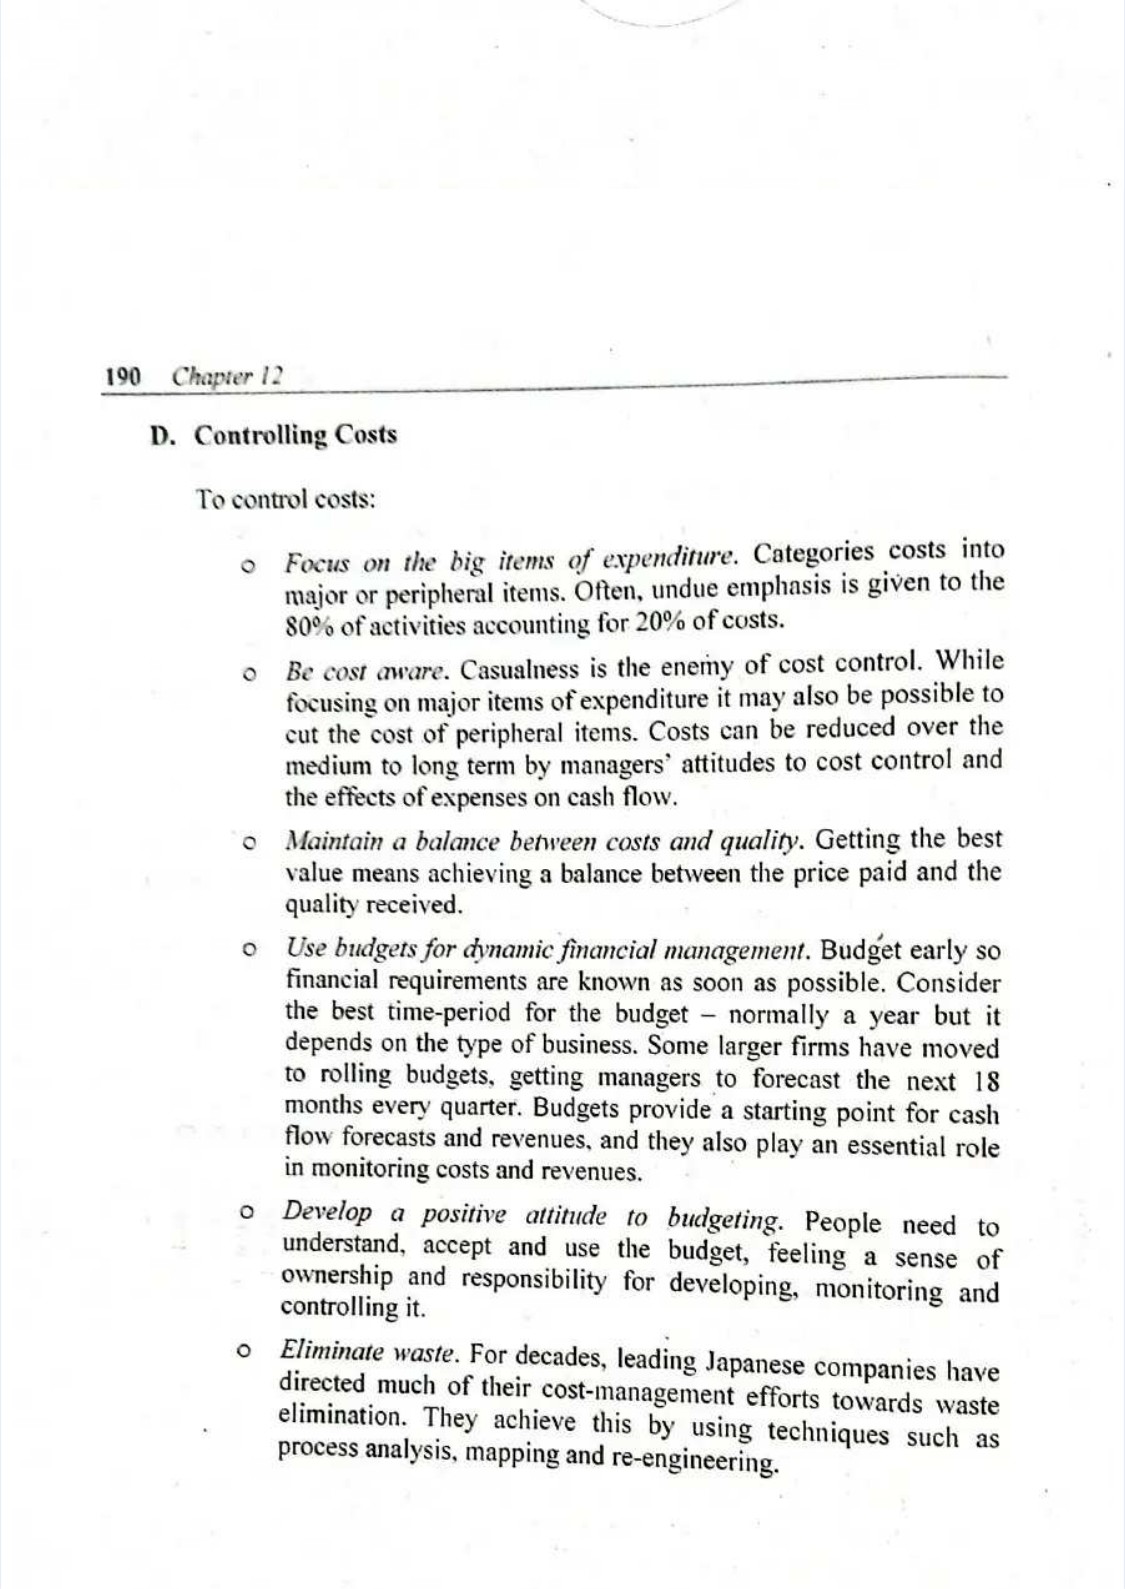 190 Chapter 12
D. Controlling Costs
To control costs:
o Focus on the big items of expenditure. Categories costs into
major or peripheral items. Often, undue emphasis is given to the
80% of activities accounting for 20% of costs.
o Be cost aware. Casualness is the enemy of cost control. While
focusing on major items of expenditure it may also be possible to
cut the cost of peripheral items. Costs can be reduced over the
medium to long term by managers' attitudes to cost control and
the effects of expenses on cash flow.
o Maintain a balance between costs and quality. Getting the best
value means achieving a balance between the price paid and the
quality received.
o Use budgets for dynamic financial management. Budget early so
financial requirements are known as soon as possible. Consider
the best time-period for the budget – normally a year but it
depends on the type of business. Some larger firms have moved
to rolling budgets, getting managers to forecast the next 18
months every quarter. Budgets provide a starting point for cash
flow forecasts and revenues, and they also play an essential role
in monitoring costs and revenues.
o Develop a positive attitude to budgeting. People need to
understand, accept and use the budget, feeling a sense of
ownership and responsibility for developing, monitoring and
controlling it.
o Eliminate waste. For decades, leading Japanese companies have
directed much of their cost-management efforts towards waste
elimination. They achieve this by using techniques such as
process analysis, mapping and re-engineering.